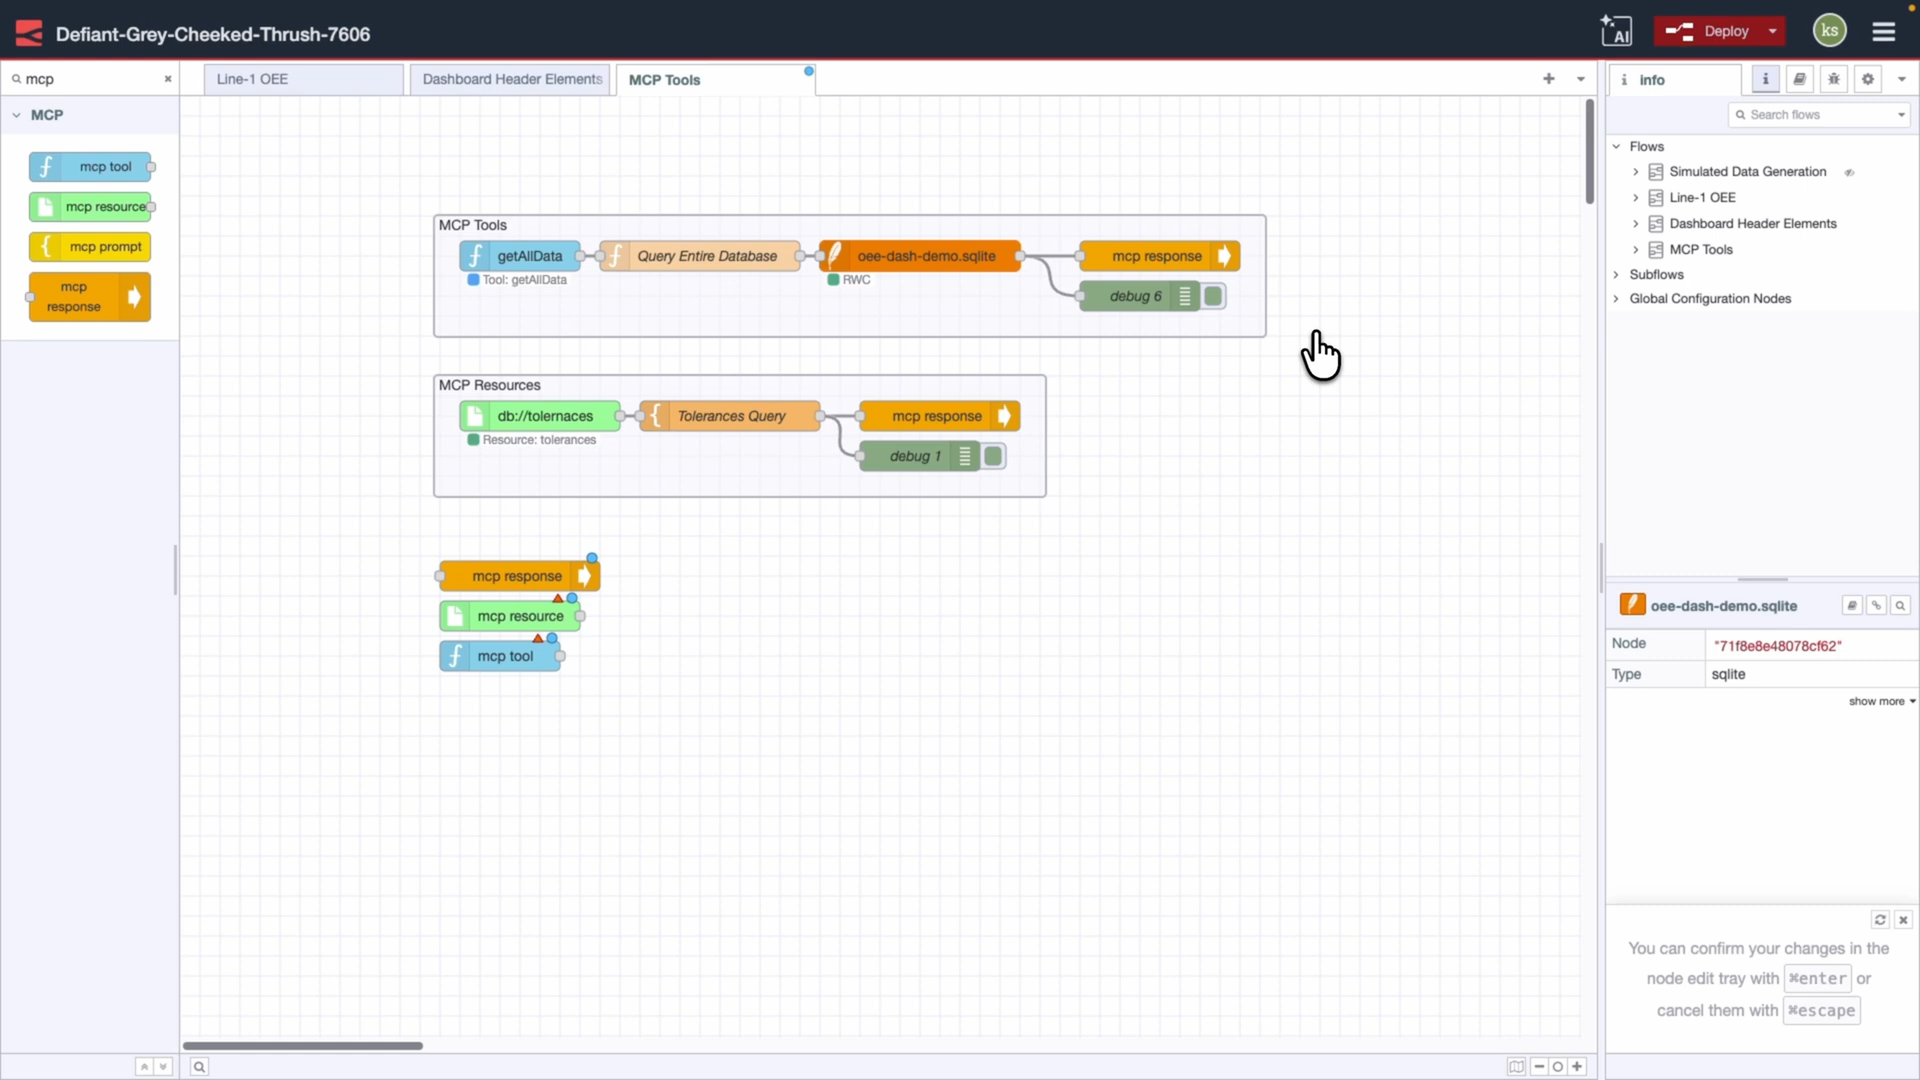 Defiant-Grey-Cheeked-Thrush-7606
AI
Deploy
ks
mcp
Line-1 OEE
Dashboard Header Elements
MCP Tools
info
MCP
mcp tool
mcp resource
mcp prompt
mcp
response
MCP Tools
getAllData
Query Entire Database
oee-dash-demo.sqlite
mcp response
Tool: getAllData
RWC
debug 6
MCP Resources
db://tolernaces
Tolerances Query
mcp response
Resource: tolerances
debug 1
mcp response
mcp resource
mcp tool
Search flows
Flows
Simulated Data Generation
Line-1 OEE
Dashboard Header Elements
MCP Tools
Subflows
Global Configuration Nodes
oee-dash-demo.sqlite
Node
"71f8e8e48078cf62"
Type
sqlite
show more
You can confirm your changes in the
node edit tray with ⌘enter or
cancel them with ⌘escape